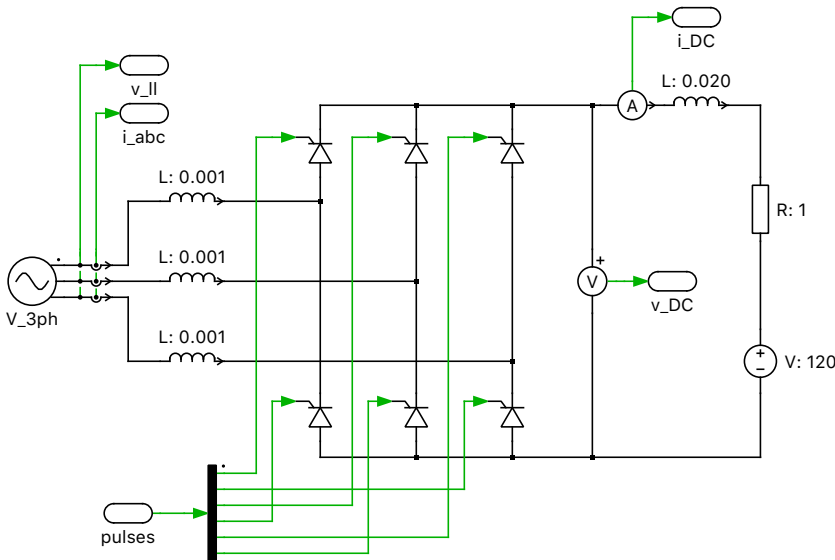 i_DC
v_ll
L: 0.020
A
i_abc
L: 0.001
R: 1
L: 0.001
+
V
v_DC
V_3ph
L: 0.001
+
−
V: 120
pulses